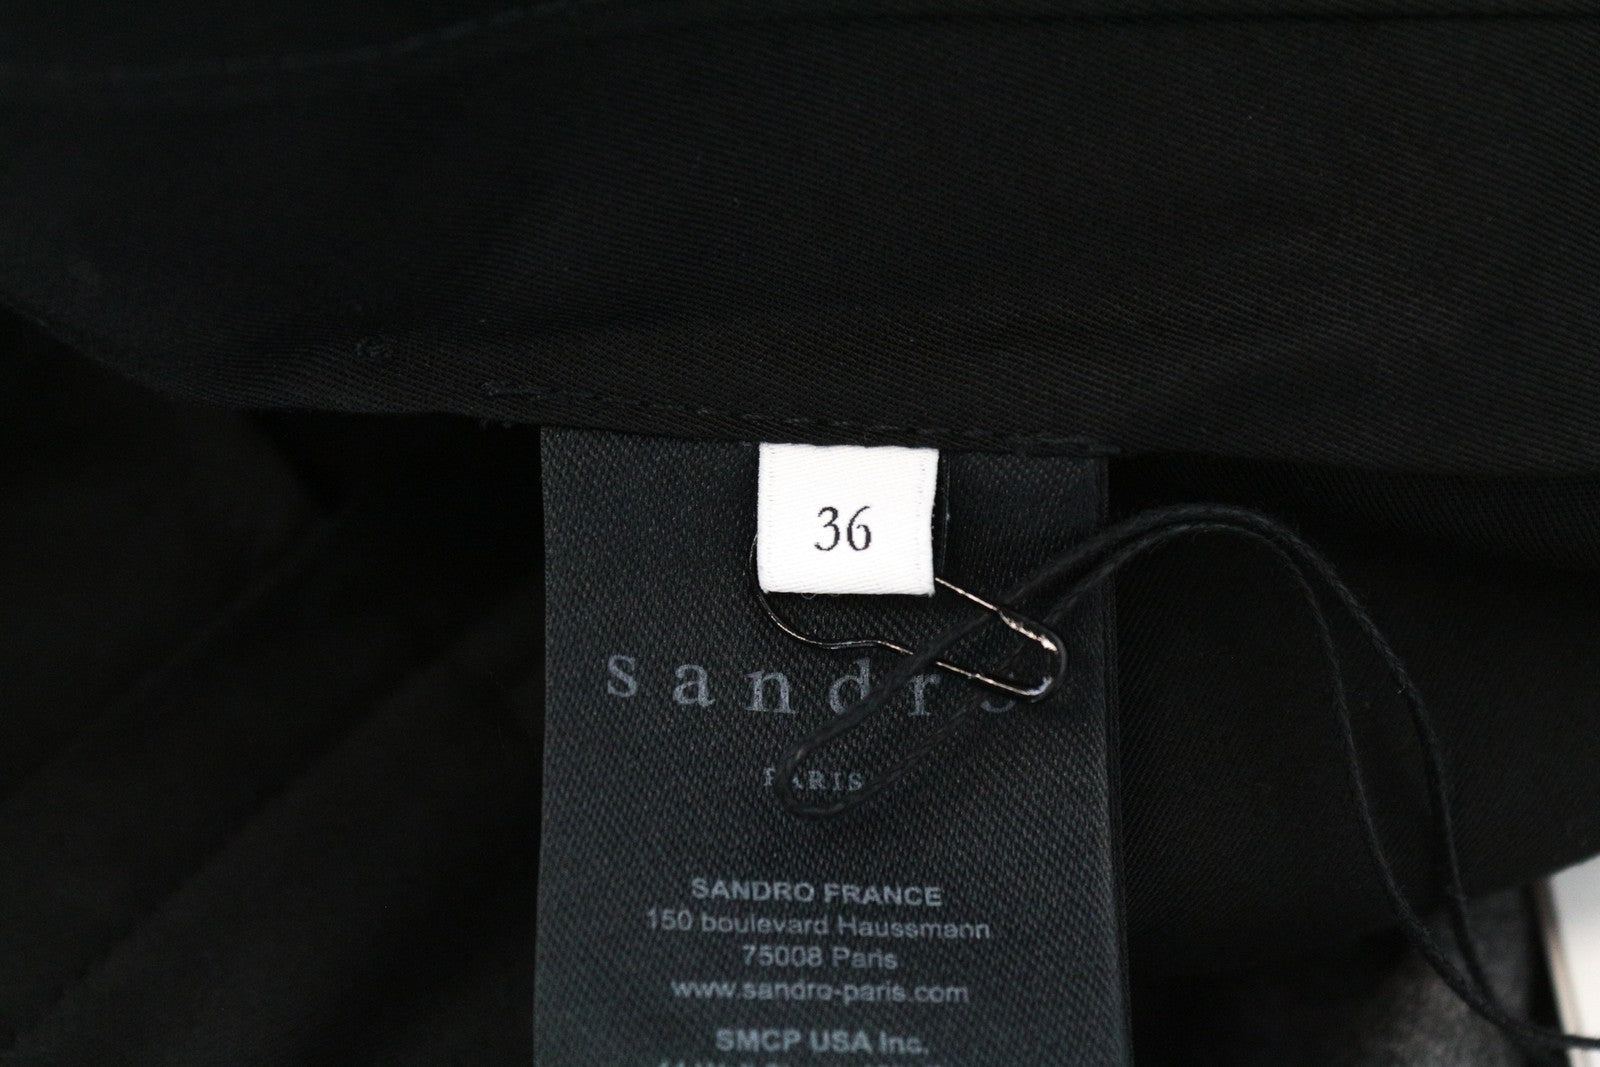 36
sandro
PARIS
SANDRO FRANCE
150 boulevard Haussmann
75008 Paris
www.sandro-paris.com
SMCP USA Inc.